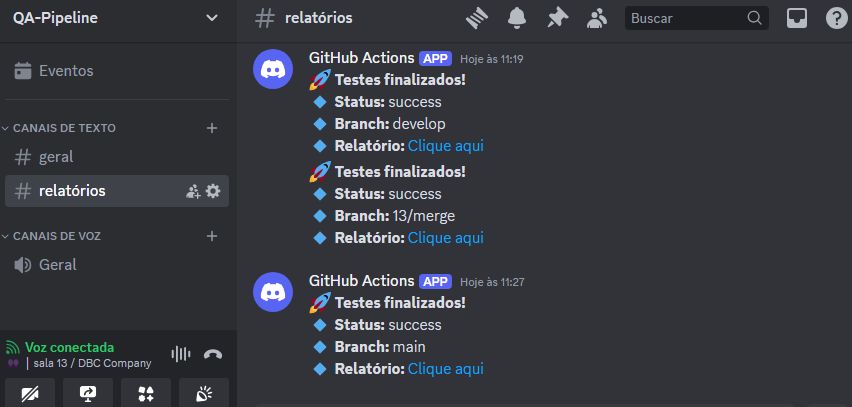 QA-Pipeline
Eventos
CANAIS DE TEXTO
geral
relatórios
CANAIS DE VOZ
Geral
Voz conectada
sala 13 / DBC Company
relatórios
Buscar
GitHub Actions APP Hoje às 11:19
Testes finalizados!
Status: success
Branch: develop
Relatório: Clique aqui
Testes finalizados!
Status: success
Branch: 13/merge
Relatório: Clique aqui
GitHub Actions APP Hoje às 11:27
Testes finalizados!
Status: success
Branch: main
Relatório: Clique aqui